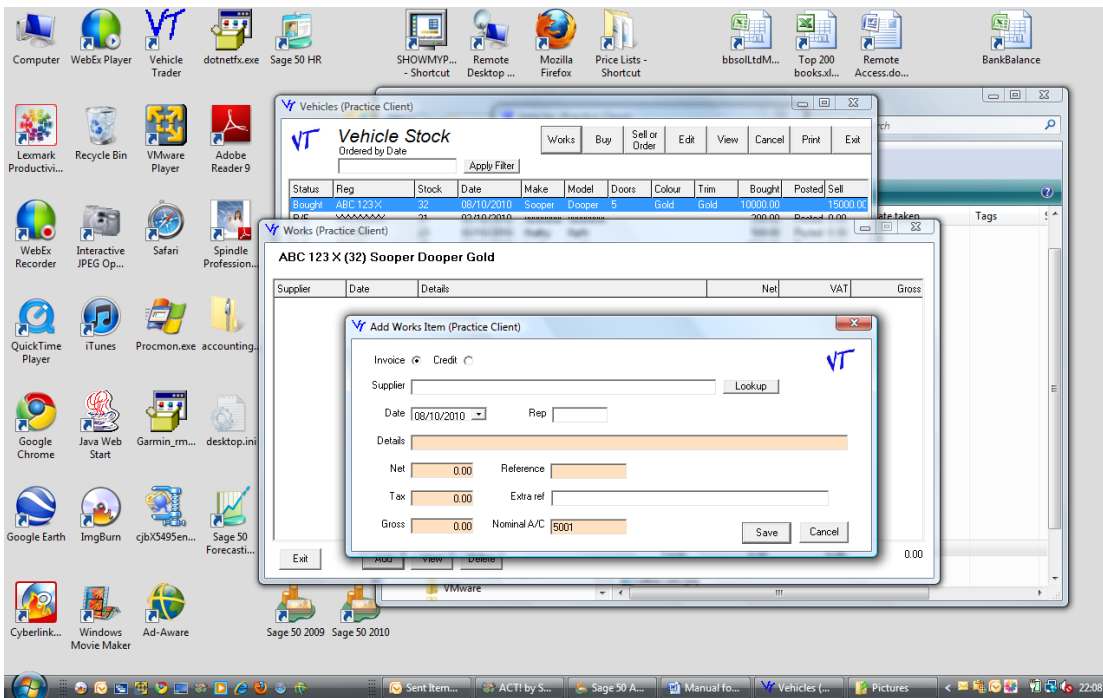 Computer
WebEx Player
Vehicle Trader
dotnetfx.exe
Sage 50 HR
SHOWMYP... - Shortcut
Remote Desktop ...
Mozilla Firefox
Price Lists - Shortcut
bbsolLtdM...
Top 200 books.xl...
Remote Access.do...
BankBalance
Lexmark Productivi...
Recycle Bin
VMware Player
Adobe Reader 9
WebEx Recorder
Interactive JPEG Op...
Safari
Spindle Profession...
QuickTime Player
iTunes
Procmon.exe
accounting...
Google Chrome
Java Web Start
Garmin_rm...
desktop.ini
Google Earth
ImgBurn
cjbX5495en...
Sage 50 Forecasti...
Cyberlink...
Windows Movie Maker
Ad-Aware
Sage 50 2009
Sage 50 2010
Vehicles (Practice Client)
VT
Vehicle Stock
Ordered by Date
Apply Filter
Works Buy Sell or Order Edit View Cancel Print Exit
Status Reg Stock Date Make Model Doors Colour Trim Bought Posted Sell
Bought ABC 123 X 32 08/10/2010 Sooper Dooper 5 Gold Gold 10000.00 15000.00
Tags
Works (Practice Client)
ABC 123 X (32) Sooper Dooper Gold
Supplier Date Details Net VAT Gross
Add Works Item (Practice Client)
VT
Invoice Credit
Supplier Lookup
Date 08/10/2010 Rep
Details
Net 0.00 Reference
Tax 0.00 Extra ref
Gross 0.00 Nominal A/C 5001
Save Cancel
Exit Add View Delete 0.00
VMware
Sent Item... ACT! by S... Sage 50 A... Manual fo... Vehicles (... Pictures 22:08